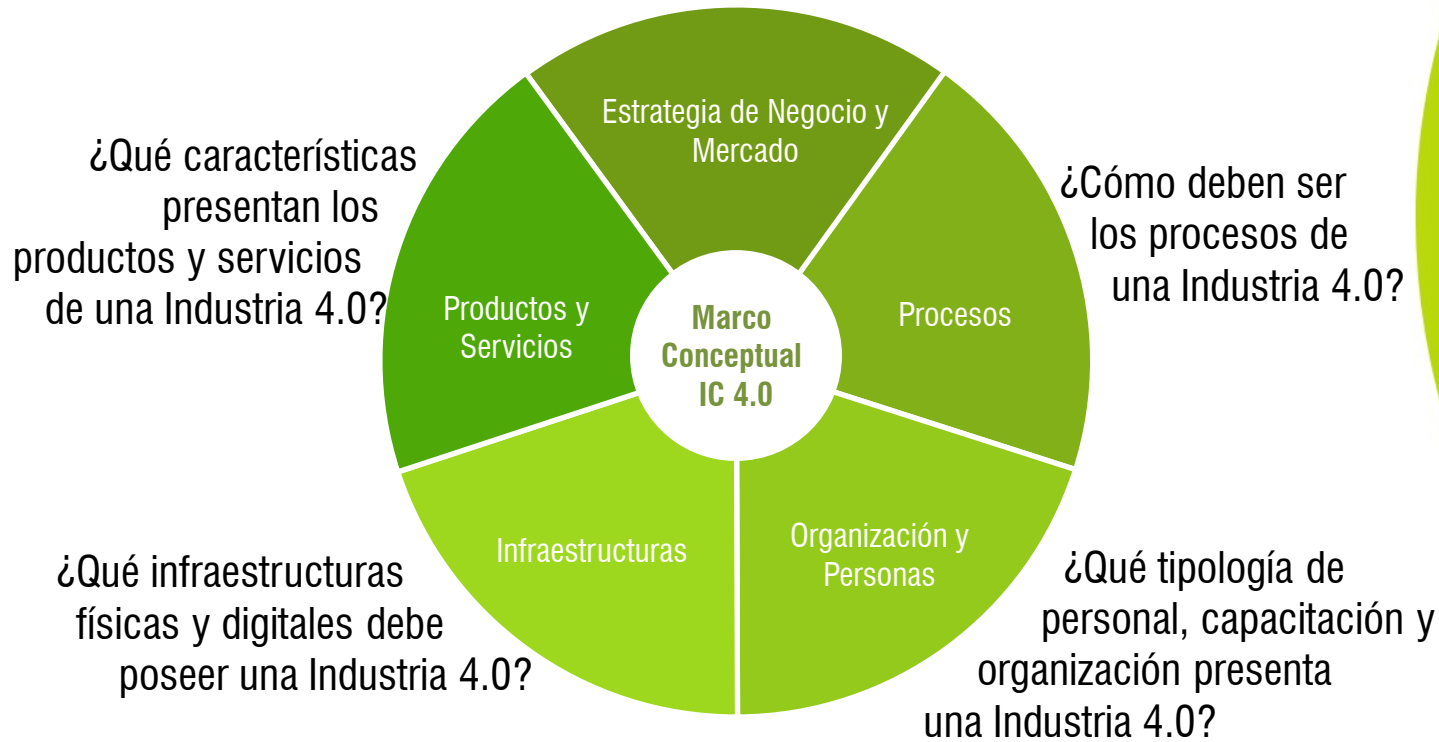 Estrategia de Negocio y
Mercado
¿Qué características
presentan los
productos y servicios
de una Industria 4.0?
¿Cómo deben ser
los procesos de
una Industria 4.0?
Productos y
Servicios
Marco
Conceptual
IC 4.0
Procesos
Infraestructuras
Organización y
Personas
¿Qué infraestructuras
físicas y digitales debe
poseer una Industria 4.0?
¿Qué tipología de
personal, capacitación y
organización presenta
una Industria 4.0?